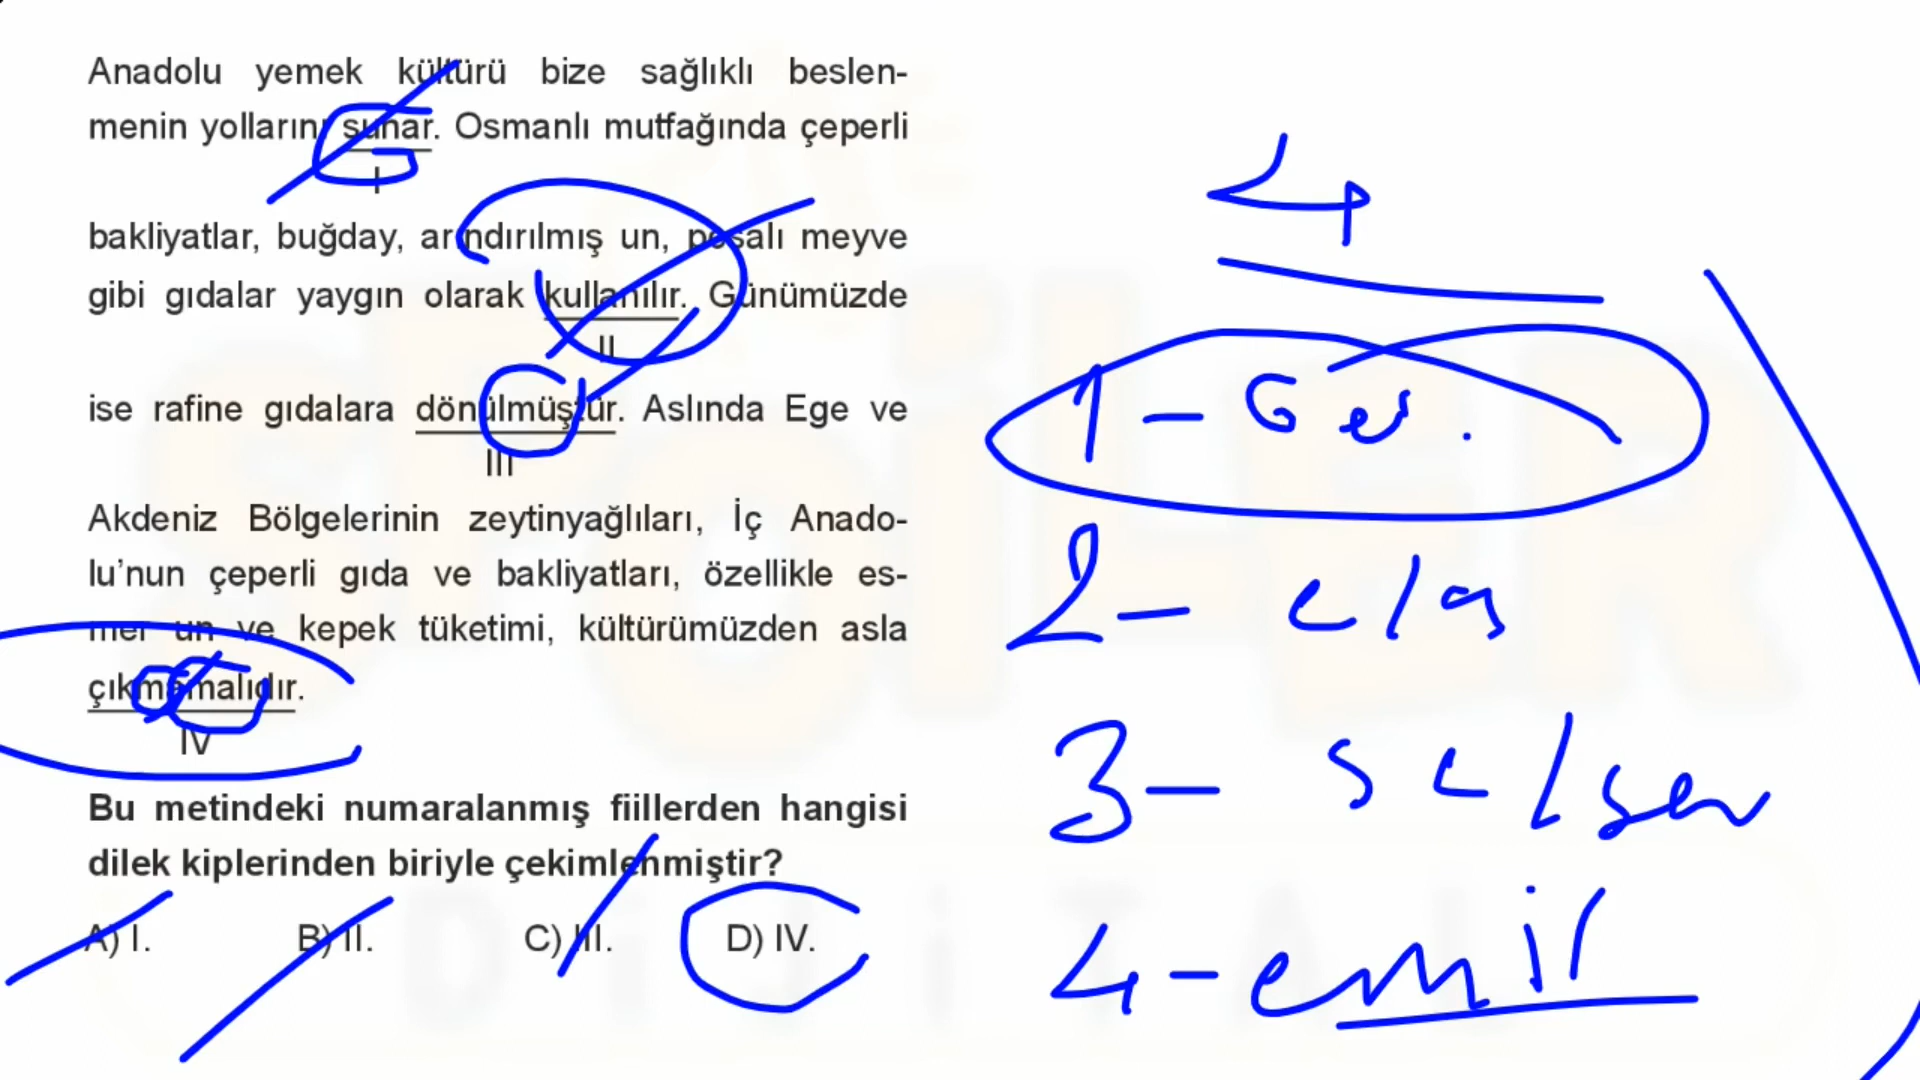 Anadolu yemek kültürü bize sağlıklı beslen-
menin yollarını sunar. Osmanlı mutfağında çeperli
I
bakliyatlar, buğday, arındırılmış un, posalı meyve
gibi gıdalar yaygın olarak kullanılır. Günümüzde
II
ise rafine gıdalara dönülmüştür. Aslında Ege ve
III
Akdeniz Bölgelerinin zeytinyağlıları, İç Anado-
lu’nun çeperli gıda ve bakliyatları, özellikle es-
mer un ve kepek tüketimi, kültürümüzden asla
çıkmamalıdır.
IV
Bu metindeki numaralanmış fiillerden hangisi
dilek kiplerinden biriyle çekimlenmiştir?
A) I. B) II. C) III. D) IV.
4
1-
2- e/a
3-
4- emir
SPOiLER
DiJiTAL